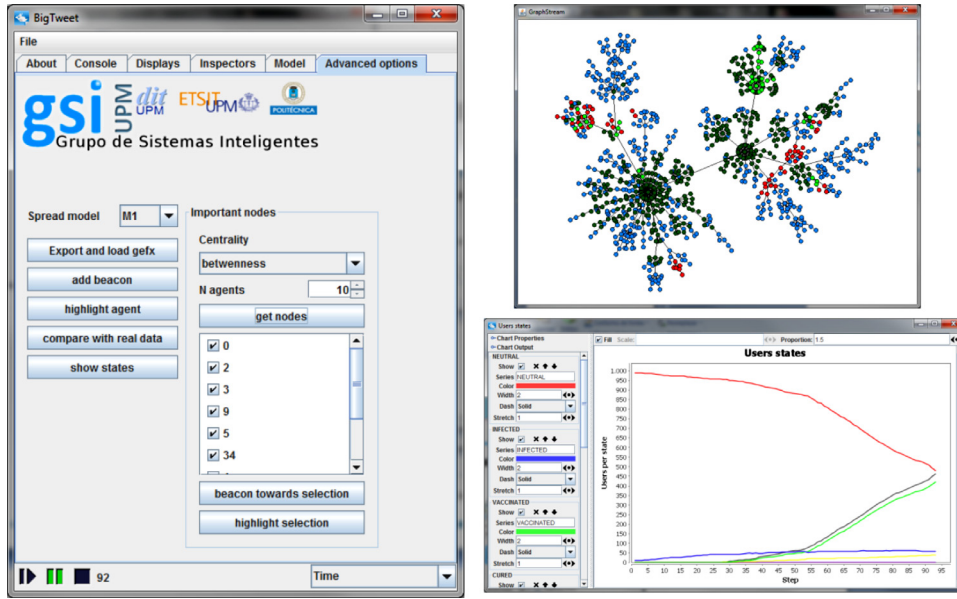 BigTweet
File
About Console Displays Inspectors Model Advanced options
gsi UPM dit UPM ETSIT UPM POLITÉCNICA
Grupo de Sistemas Inteligentes
Spread model M1
Export and load gefx
add beacon
highlight agent
compare with real data
show states
Important nodes
Centrality
betwenness
N agents 10
get nodes
0
2
3
9
5
34
beacon towards selection
highlight selection
92 Time
GraphStream
Users states
Chart Properties
Chart Output
NEUTRAL
Show
Series NEUTRAL
Color
Width 2
Dash Solid
Stretch 1
INFECTED
Show
Series INFECTED
Color
Width 2
Dash Solid
Stretch 1
VACCINATED
Show
Series VACCINATED
Color
Width 2
Dash Solid
Stretch 1
CURED
Show
Fill Scale: Proportion: 1.5
Users states
Users per state
1.000
950
900
850
800
750
700
650
600
550
500
450
400
350
300
250
200
150
100
50
0
0 5 10 15 20 25 30 35 40 45 50 55 60 65 70 75 80 85 90 95
Step